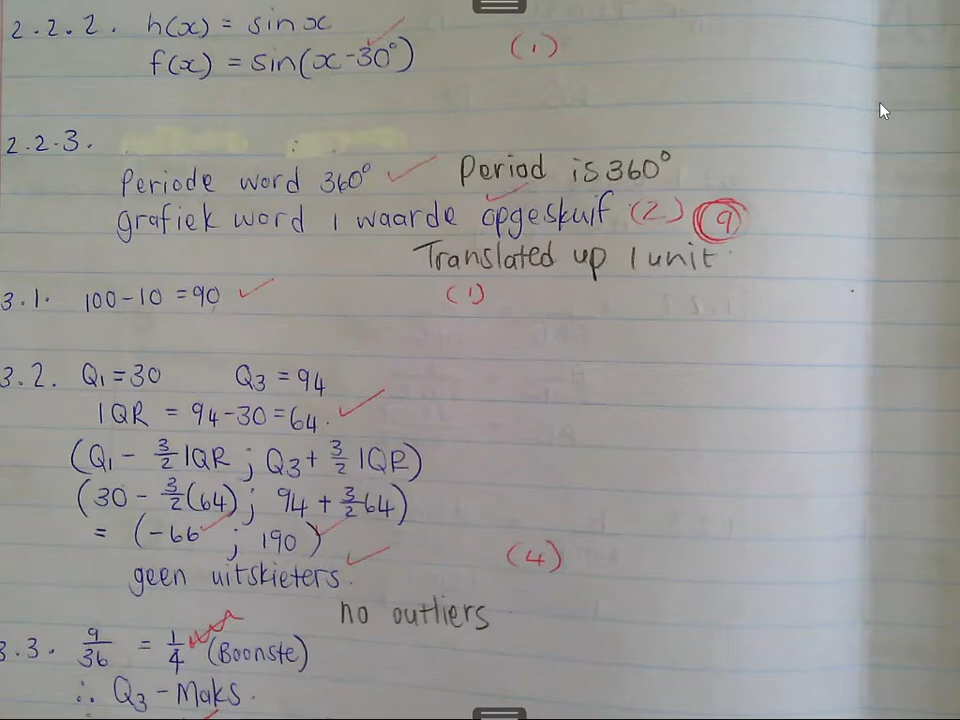 2.2.2. h(x) = sin x
f(x) = sin(x-30°) (1)
2.2.3.
Periode word 360° Period is 360°
grafiek word 1 waarde opgeskuif (2) 9
Translated up 1 unit.
3.1. 100-10 = 90 (1)
3.2. Q₁ = 30 Q₃ = 94
IQR = 94-30 = 64.
(Q₁ - 3/2 IQR ; Q₃ + 3/2 IQR)
(30 - 3/2(64) ; 94 + 3/2 64)
= (-66 ; 190) (4)
geen uitskieters.
no outliers
3.3. 9/36 = 1/4 (Boonste)
∴ Q₃ - Maks.